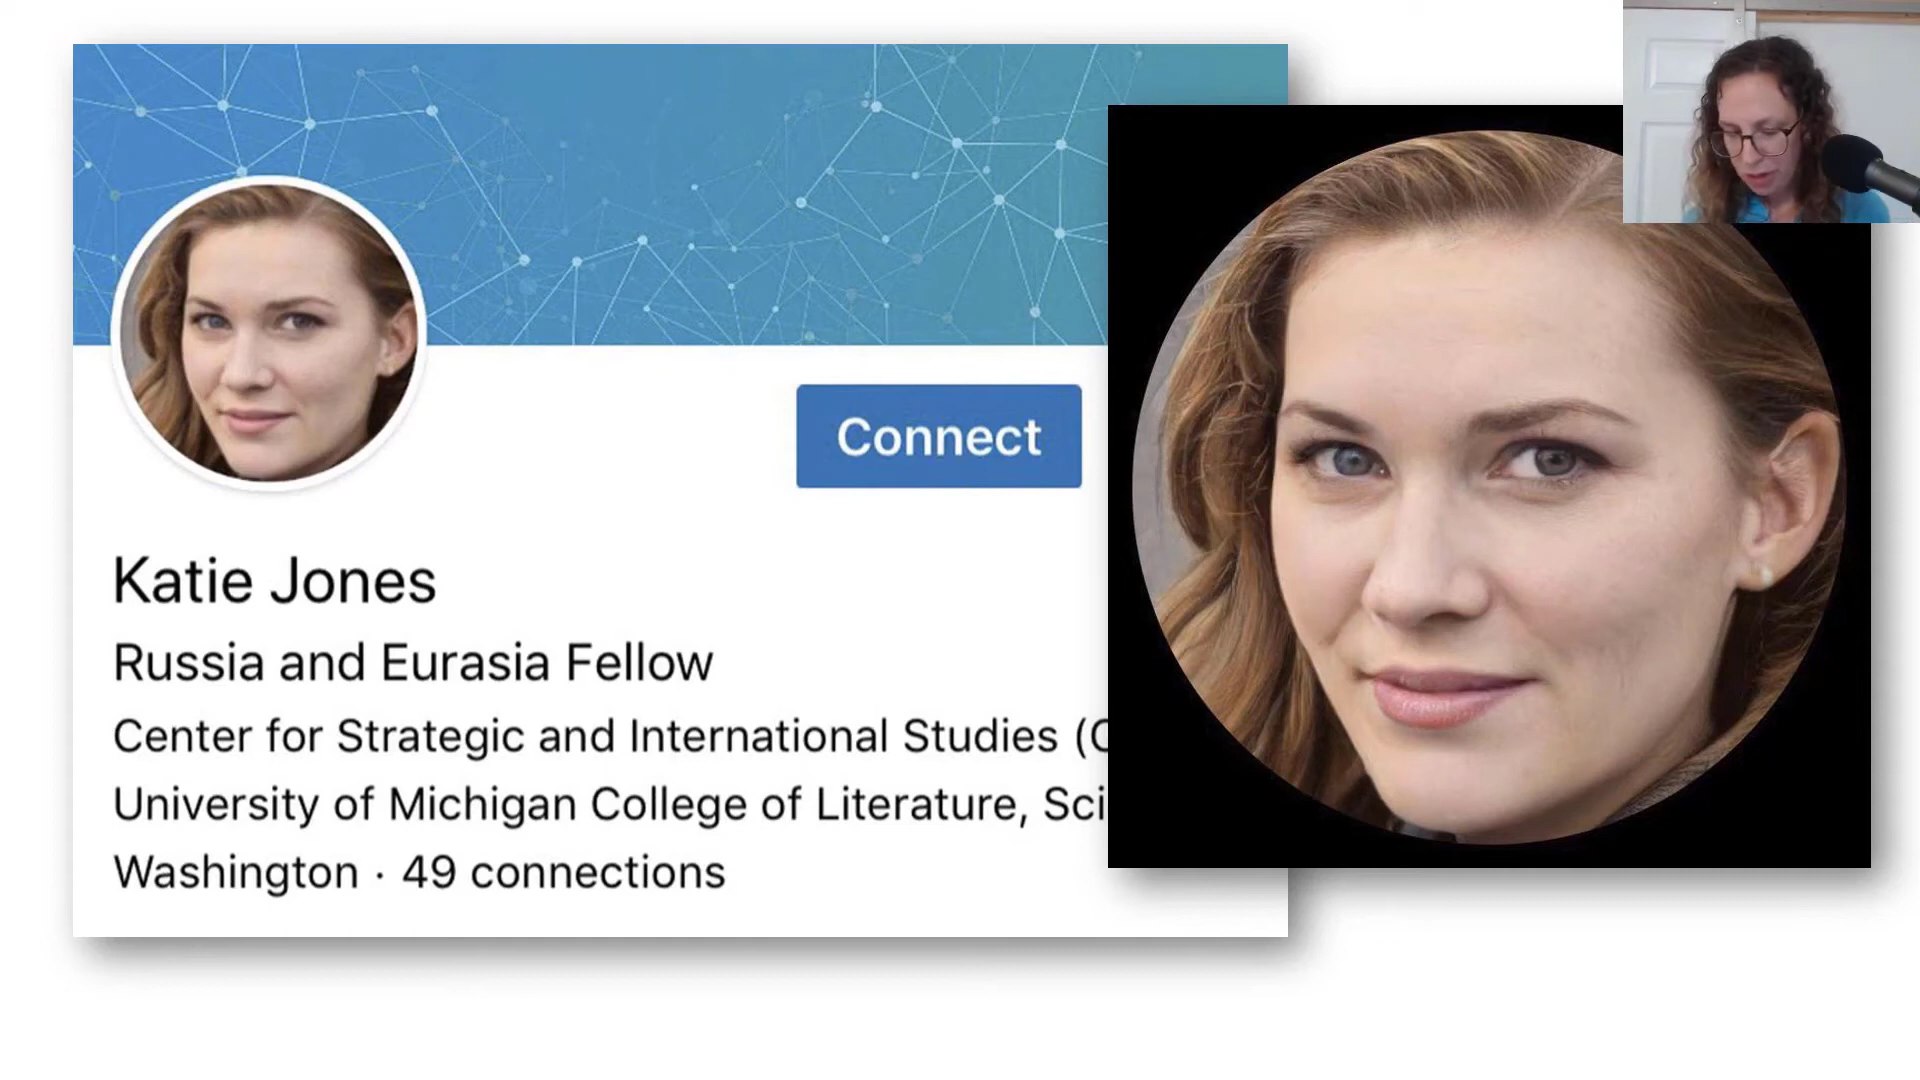 Connect
Katie Jones
Russia and Eurasia Fellow
Center for Strategic and International Studies (C
University of Michigan College of Literature, Sci
Washington · 49 connections